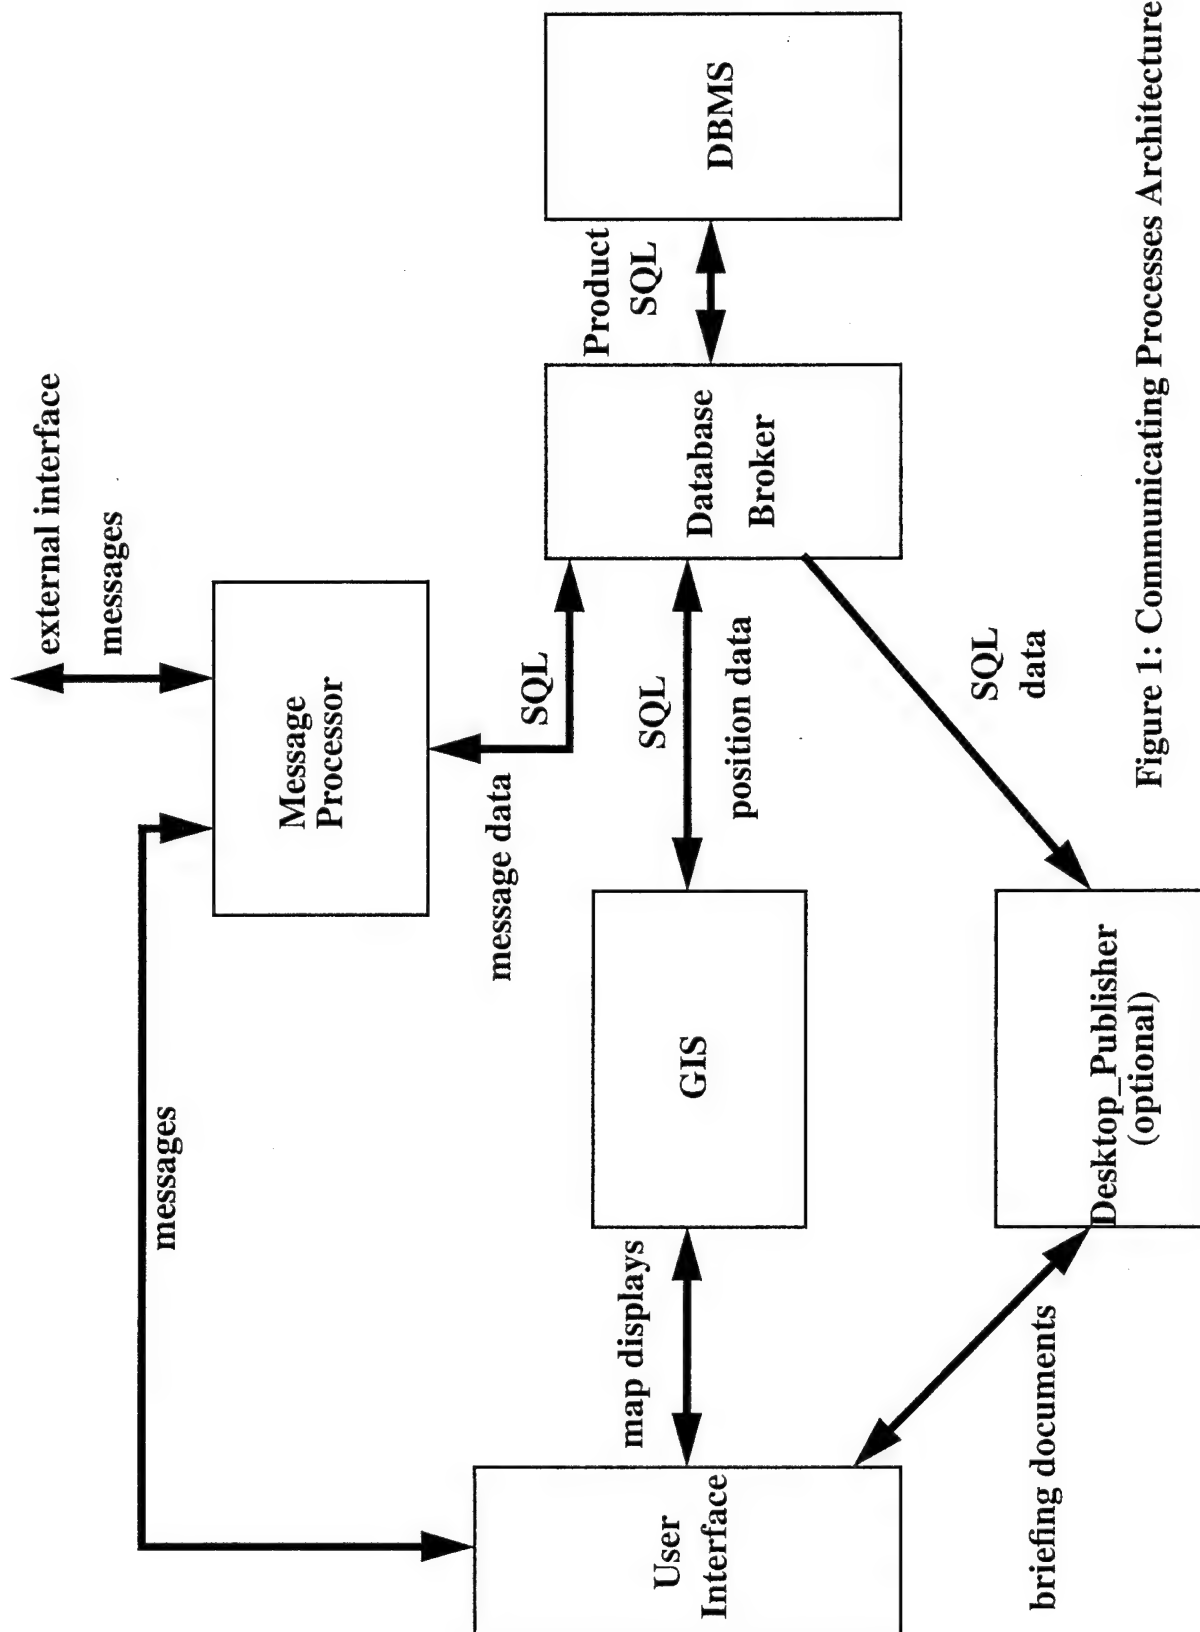 external interface
messages
messages
Message
Processor
message data
SQL
User
Interface
map displays
GIS
SQL
position data
Database
Broker
Product
SQL
DBMS
briefing documents
Desktop_Publisher
(optional)
SQL
data
Figure 1: Communicating Processes Architecture